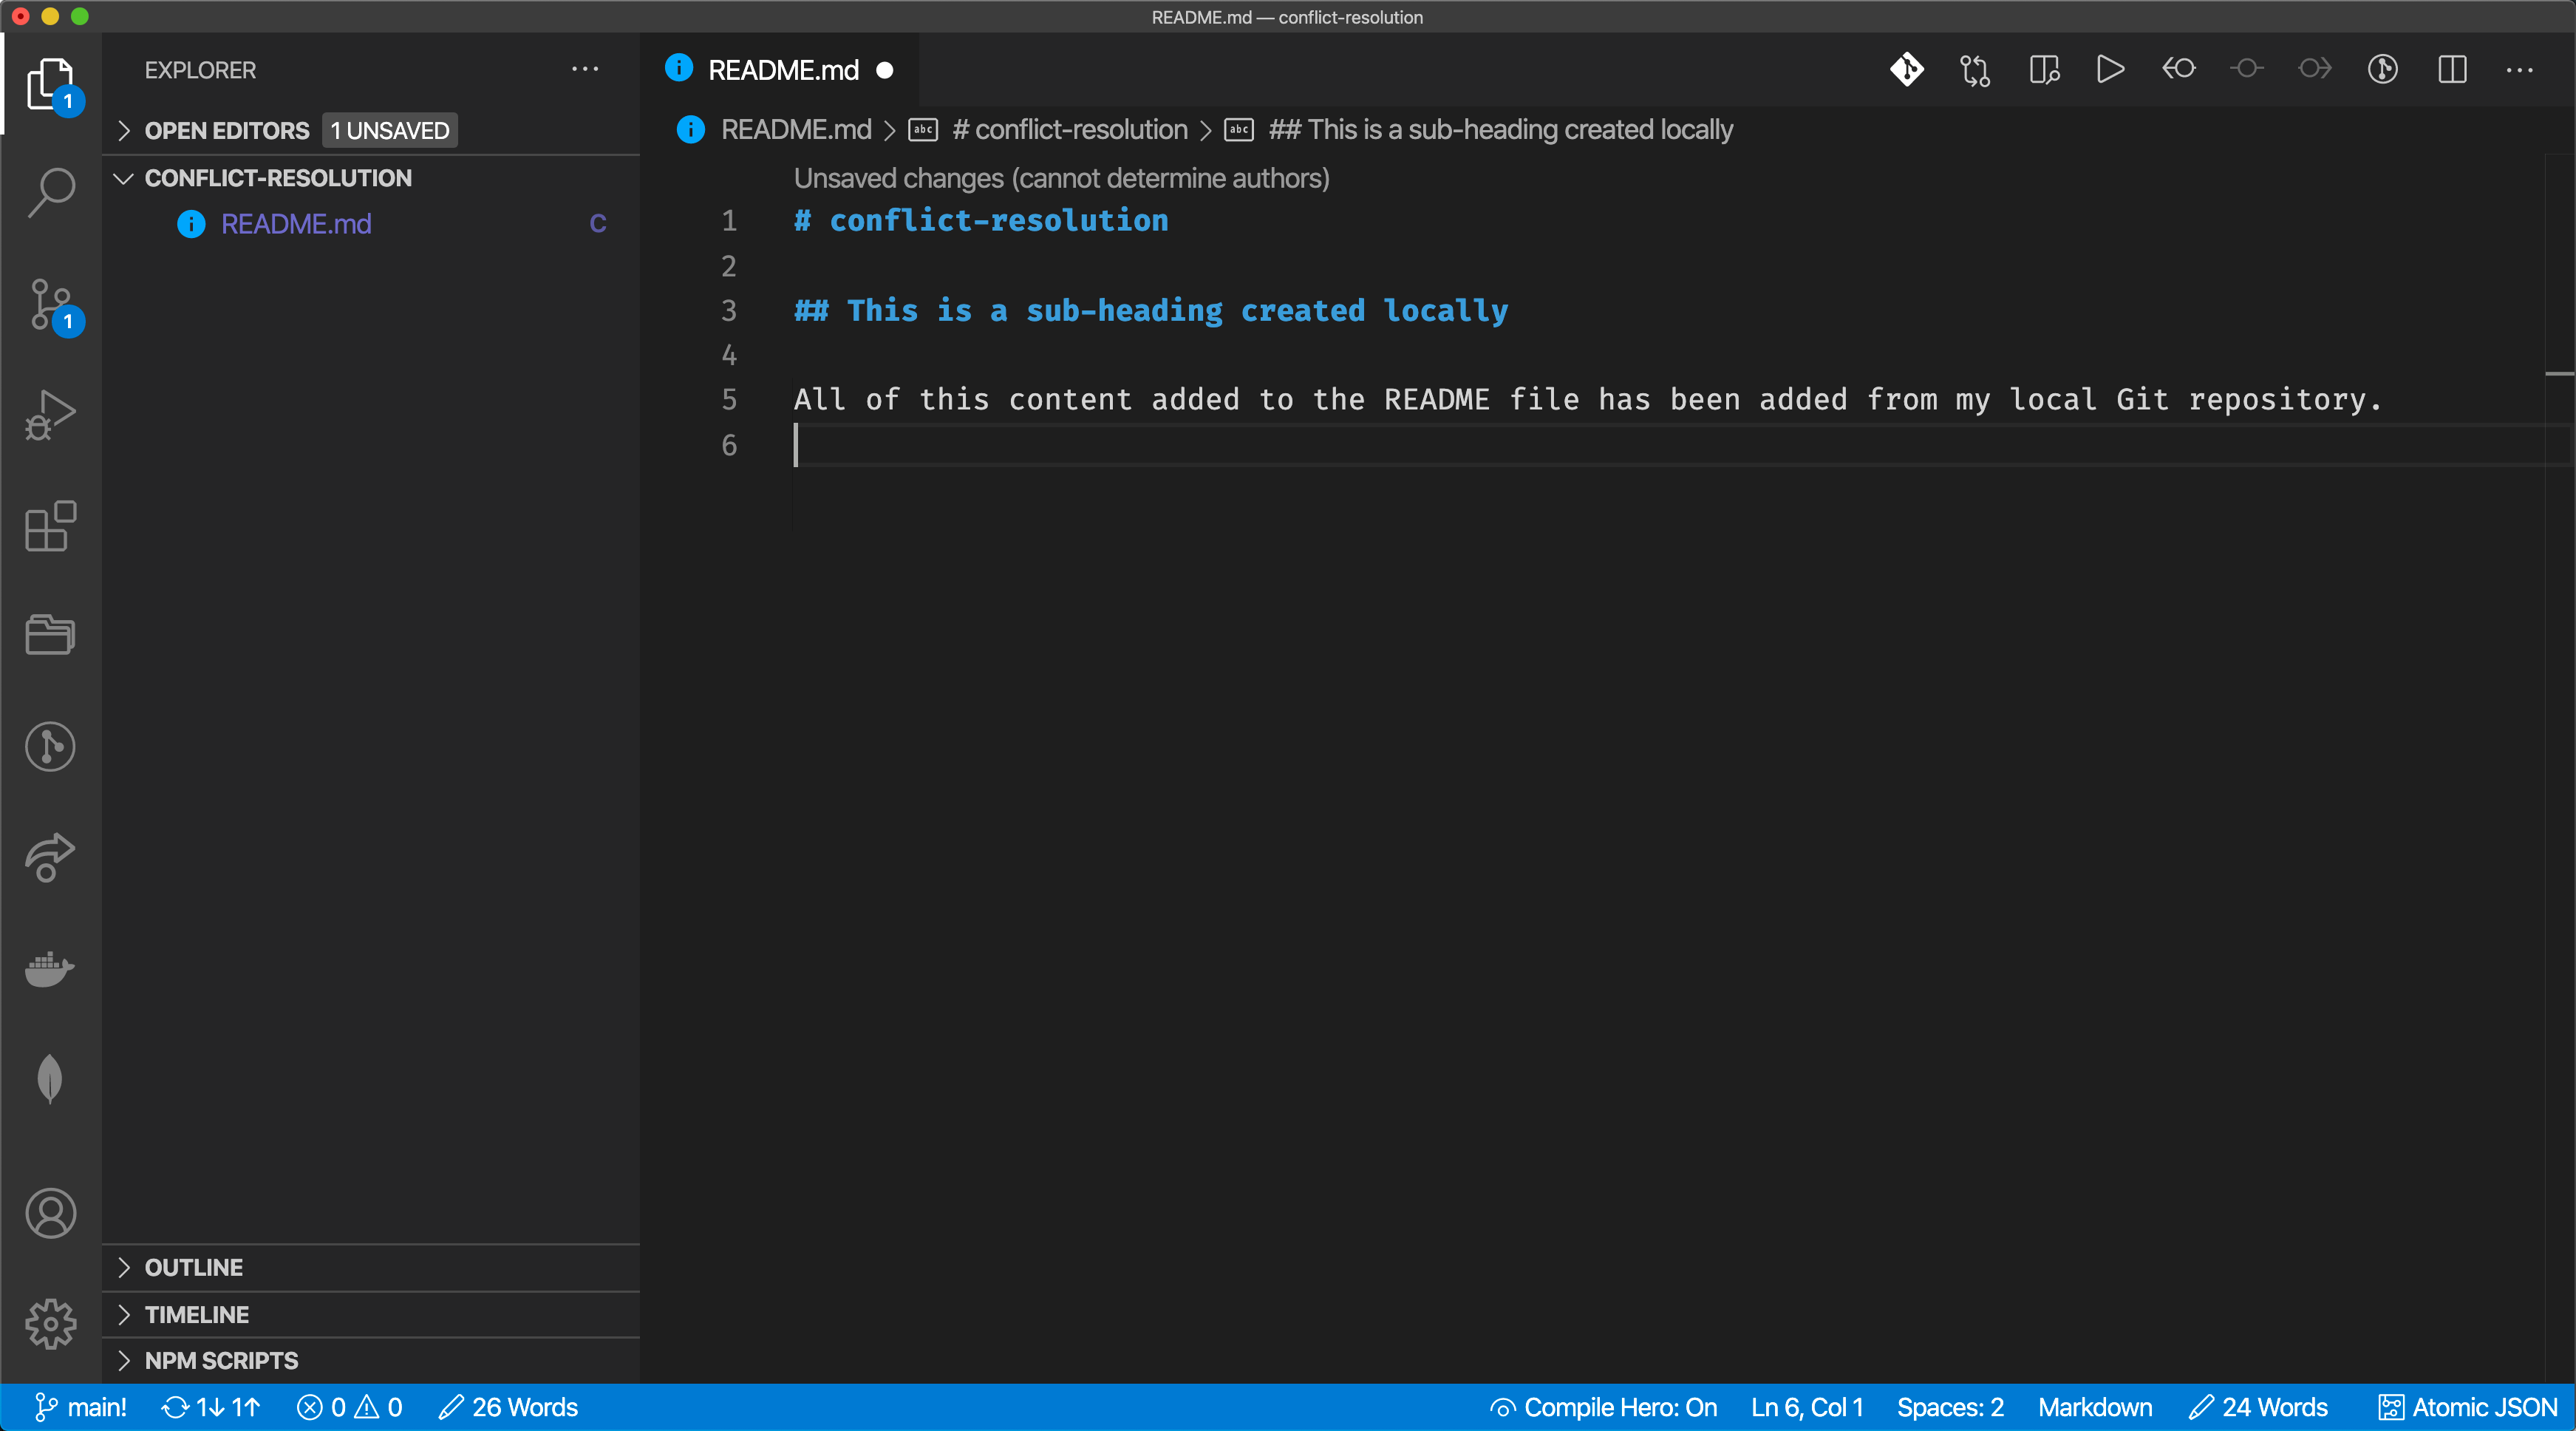 README.md — conflict-resolution
EXPLORER
README.md
1
OPEN EDITORS 1 UNSAVED
README.md > abc # conflict-resolution > abc ## This is a sub-heading created locally
CONFLICT-RESOLUTION
Unsaved changes (cannot determine authors)
README.md C
1 # conflict-resolution
2
3 ## This is a sub-heading created locally
1
4
5 All of this content added to the README file has been added from my local Git repository.
6
OUTLINE
TIMELINE
NPM SCRIPTS
main! 1↓ 1↑ 0 0 26 Words Compile Hero: On Ln 6, Col 1 Spaces: 2 Markdown 24 Words Atomic JSON